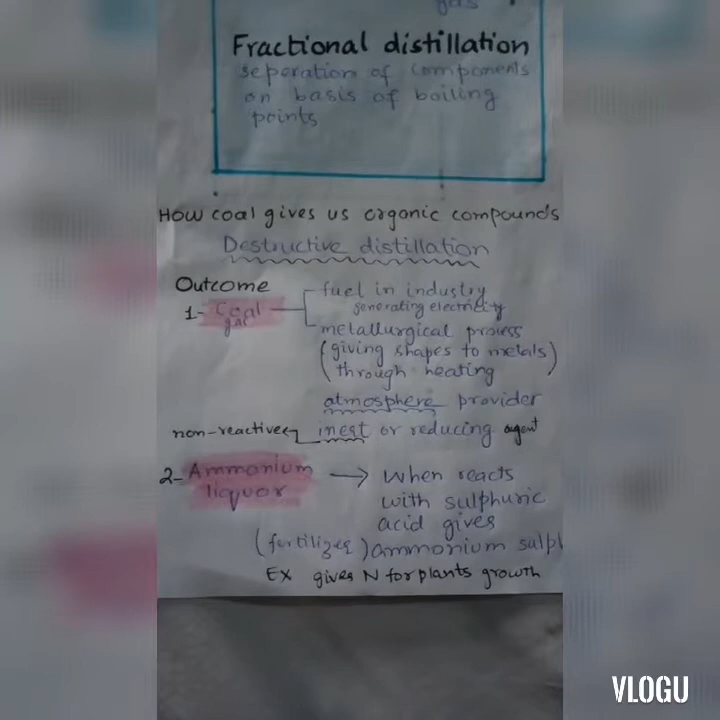 gas
Fractional distillation
seperation of components
on basis of boiling
points
How coal gives us organic compounds
Destructive distillation
Outcome
1- Coal gas
fuel in industry
generating electricity
metallurgical process
(giving shapes to metals)
(through heating)
atmosphere provider
non-reactive inert or reducing agent
2- Ammonium liquor
→ when reacts
with sulphuric
acid gives
(fertilizer) ammonium sulpl
Ex gives N for plants growth
VLOGU